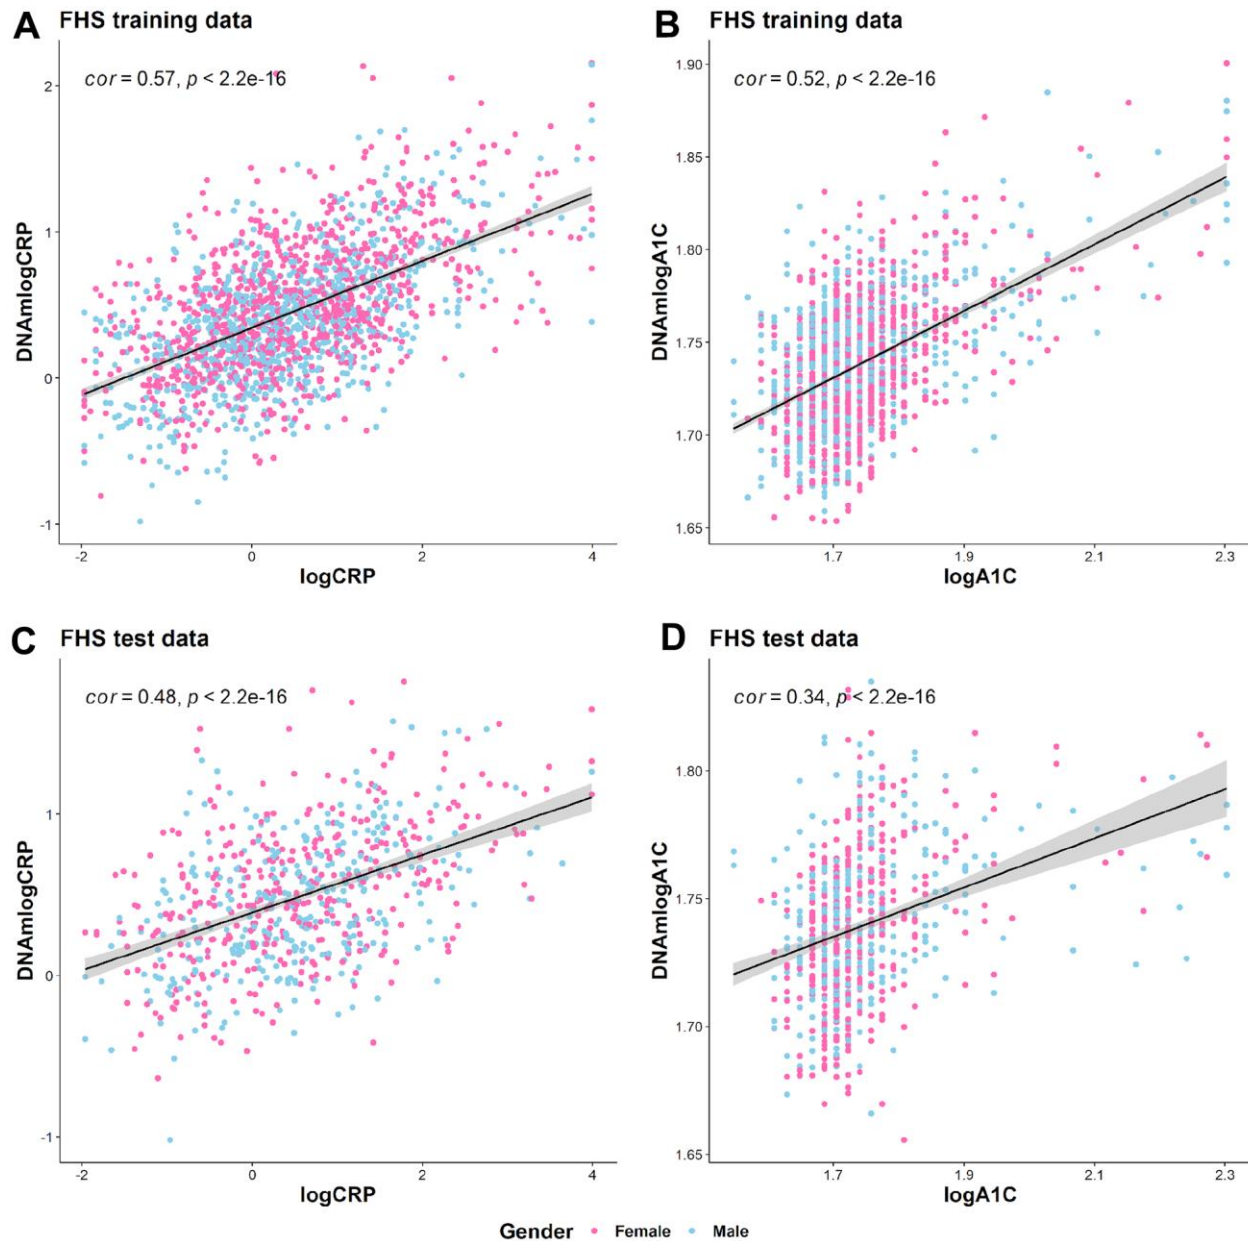 A FHS training data
cor = 0.57, p < 2.2e-16
2
1
0
-1
DNAmlogCRP
-2 0 2 4
logCRP
B FHS training data
cor = 0.52, p < 2.2e-16
1.90
1.85
1.80
1.75
1.70
1.65
DNAmlogA1C
1.7 1.9 2.1 2.3
logA1C
C FHS test data
cor = 0.48, p < 2.2e-16
1
0
-1
DNAmlogCRP
-2 0 2 4
logCRP
D FHS test data
cor = 0.34, p < 2.2e-16
1.80
1.75
1.70
1.65
DNAmlogA1C
1.7 1.9 2.1 2.3
logA1C
Gender Female Male